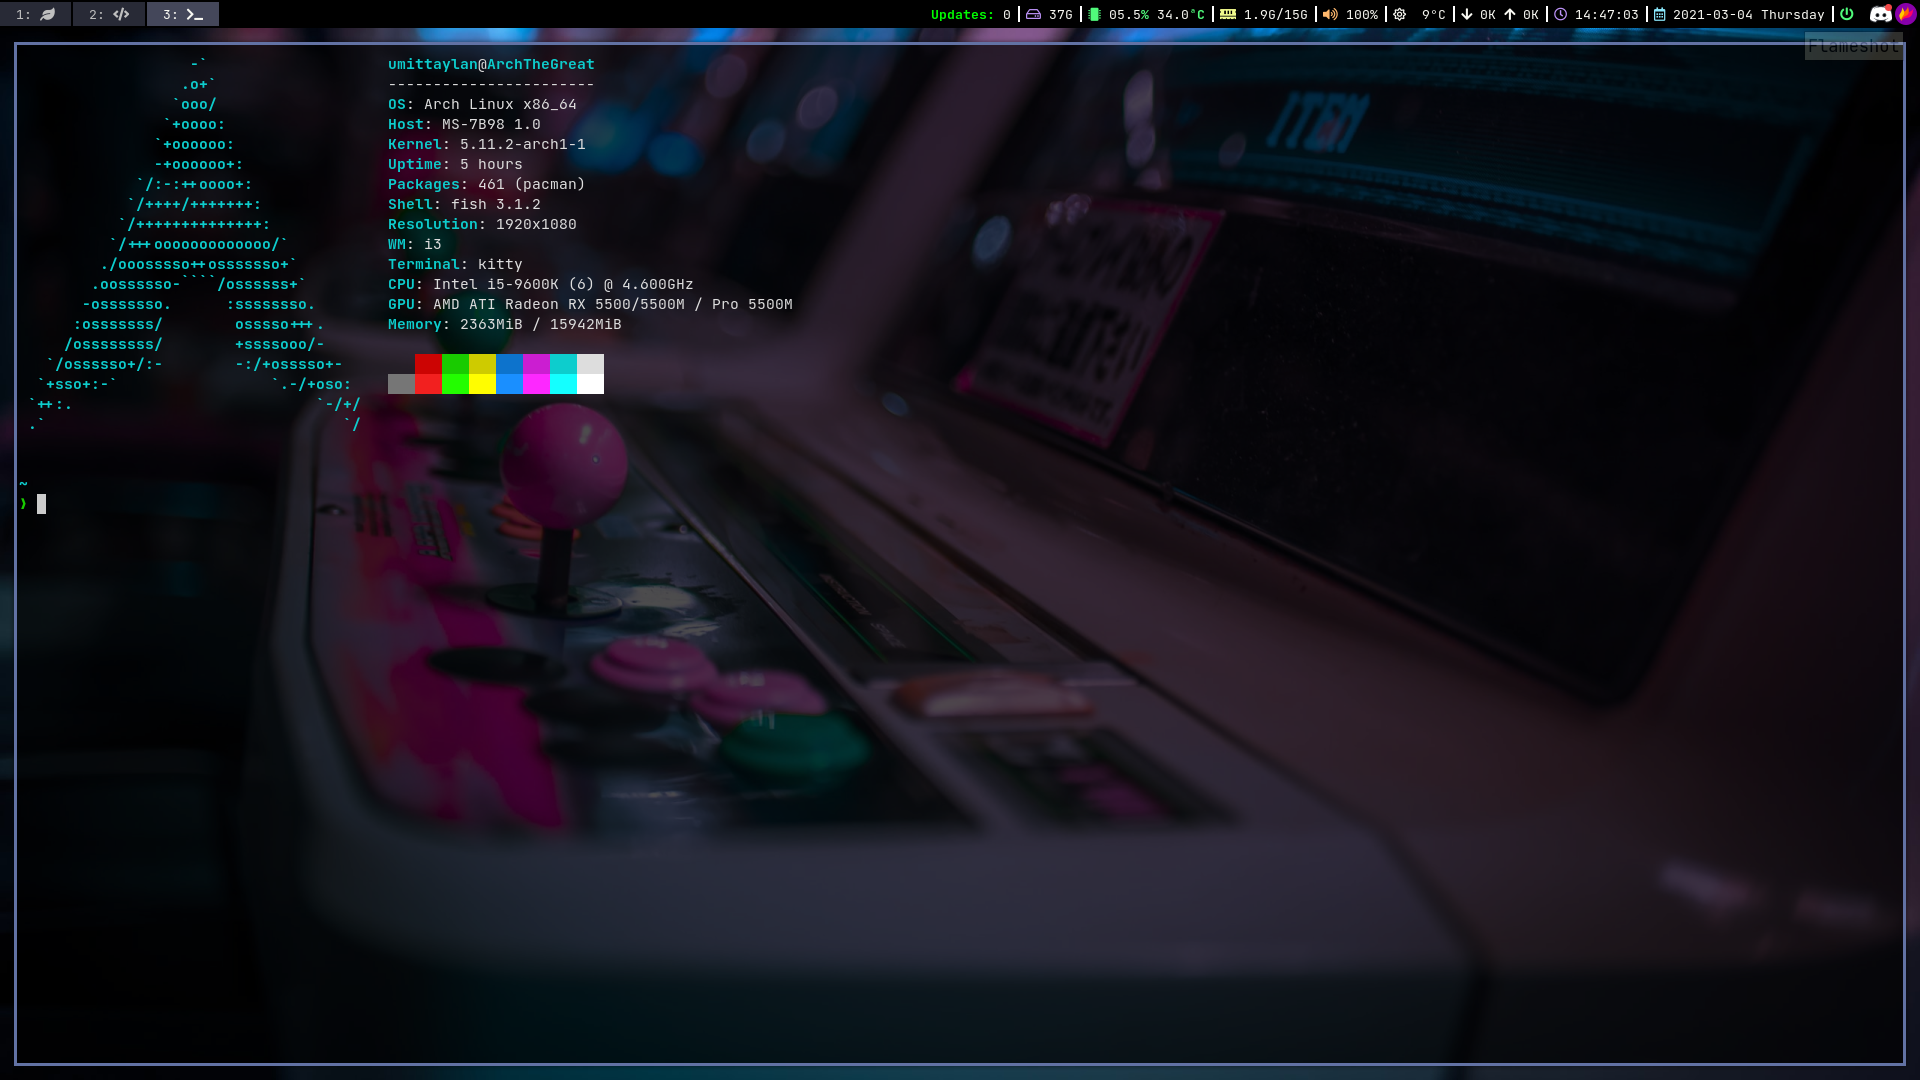 1: 2: 3: Updates: 0 37G 05.5% 34.0°C 1.9G/15G 100% 9°C 0K 0K 14:47:03 2021-03-04 Thursday
Flameshot
-`
.o+`
`ooo/
`+oooo:
`+oooooo:
-+oooooo+:
`/:-:++oooo+:
`/++++/+++++++:
`/++++++++++++++:
`/+++ooooooooooooo/`
./ooosssso++osssssso+`
.oossssso-````/ossssss+`
-osssssso.      :ssssssso.
:osssssss/        osssso+++.
/ossssssss/        +ssssooo/-
`/ossssso+/:-        -:/+osssso+-
`+sso+:-`                 `.-/+oso:
`++:.                           `-/+/
.`                                 `/
umittaylan@ArchTheGreat
-----------------------
OS: Arch Linux x86_64
Host: MS-7B98 1.0
Kernel: 5.11.2-arch1-1
Uptime: 5 hours
Packages: 461 (pacman)
Shell: fish 3.1.2
Resolution: 1920x1080
WM: i3
Terminal: kitty
CPU: Intel i5-9600K (6) @ 4.600GHz
GPU: AMD ATI Radeon RX 5500/5500M / Pro 5500M
Memory: 2363MiB / 15942MiB
~
❯
ITEM